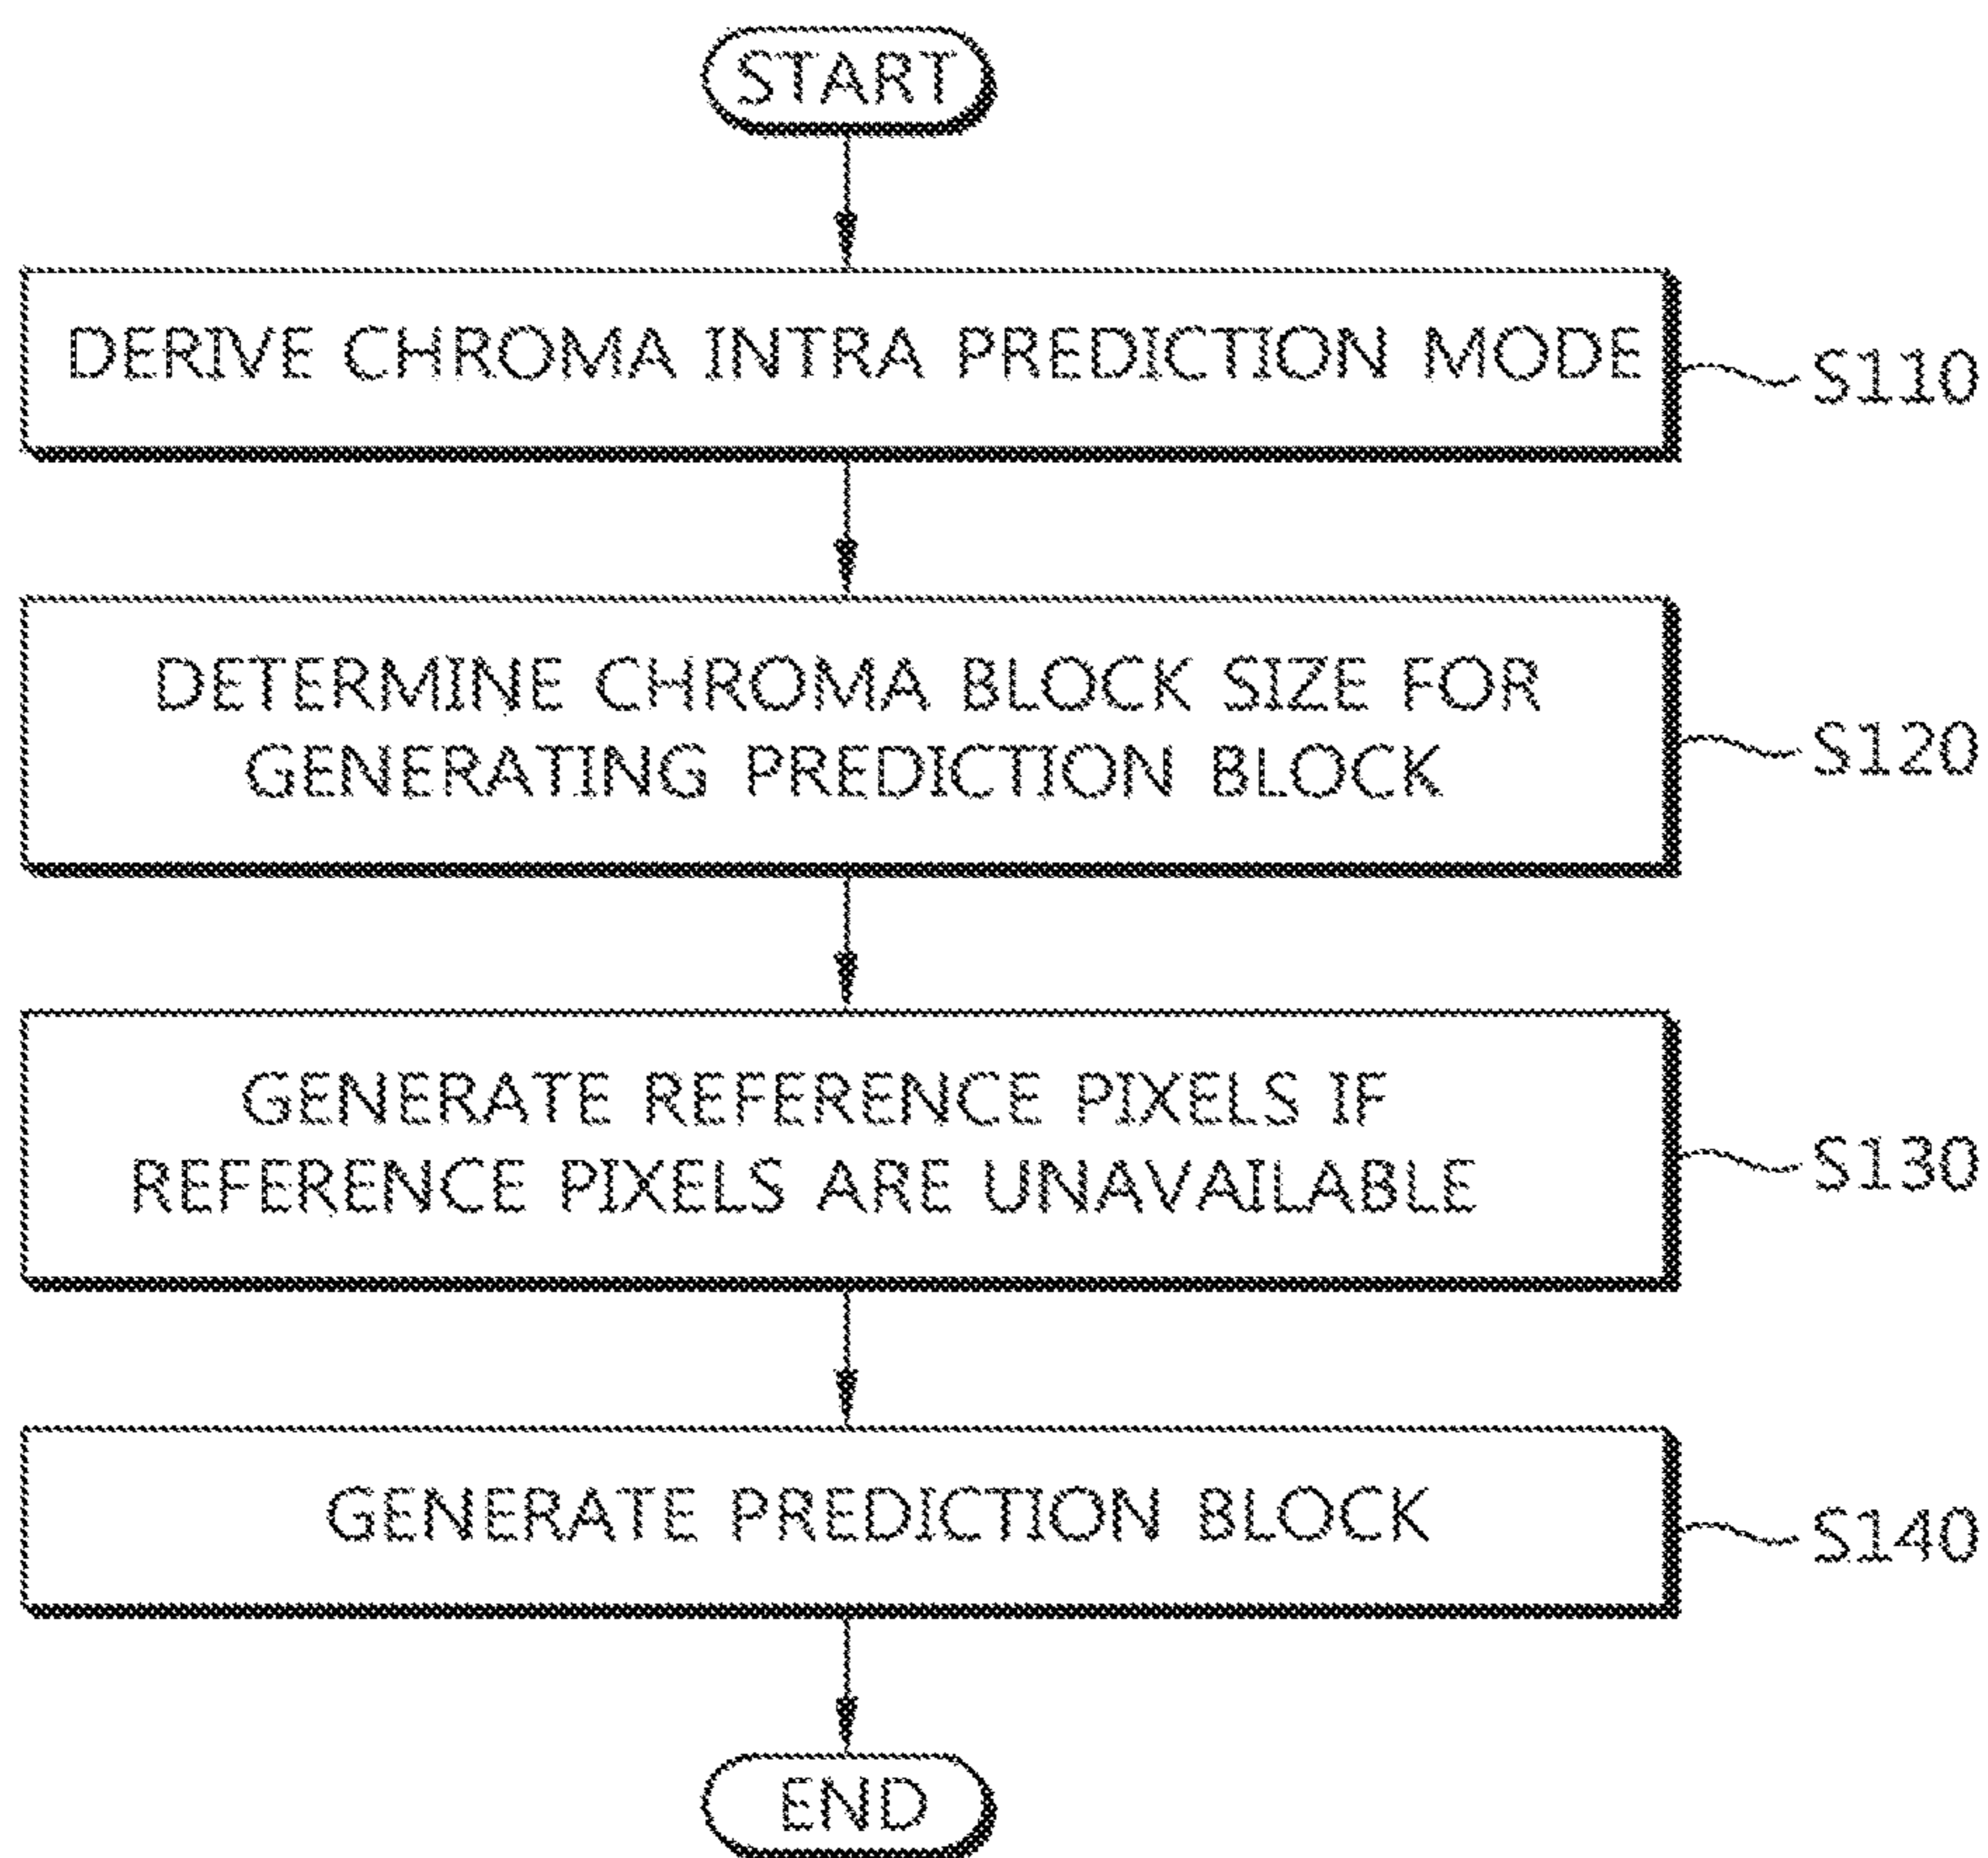 START
DERIVE CHROMA INTRA PREDICTION MODE
S110
DETERMINE CHROMA BLOCK SIZE FOR
GENERATING PREDICTION BLOCK
S120
GENERATE REFERENCE PIXELS IF
REFERENCE PIXELS ARE UNAVAILABLE
S130
GENERATE PREDICTION BLOCK
S140
END